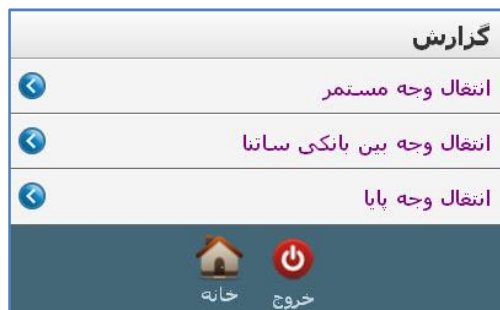 گزارش
انتقال وجه مستمر
انتقال وجه بین بانکی ساتنا
انتقال وجه پایا
خروج
خانه